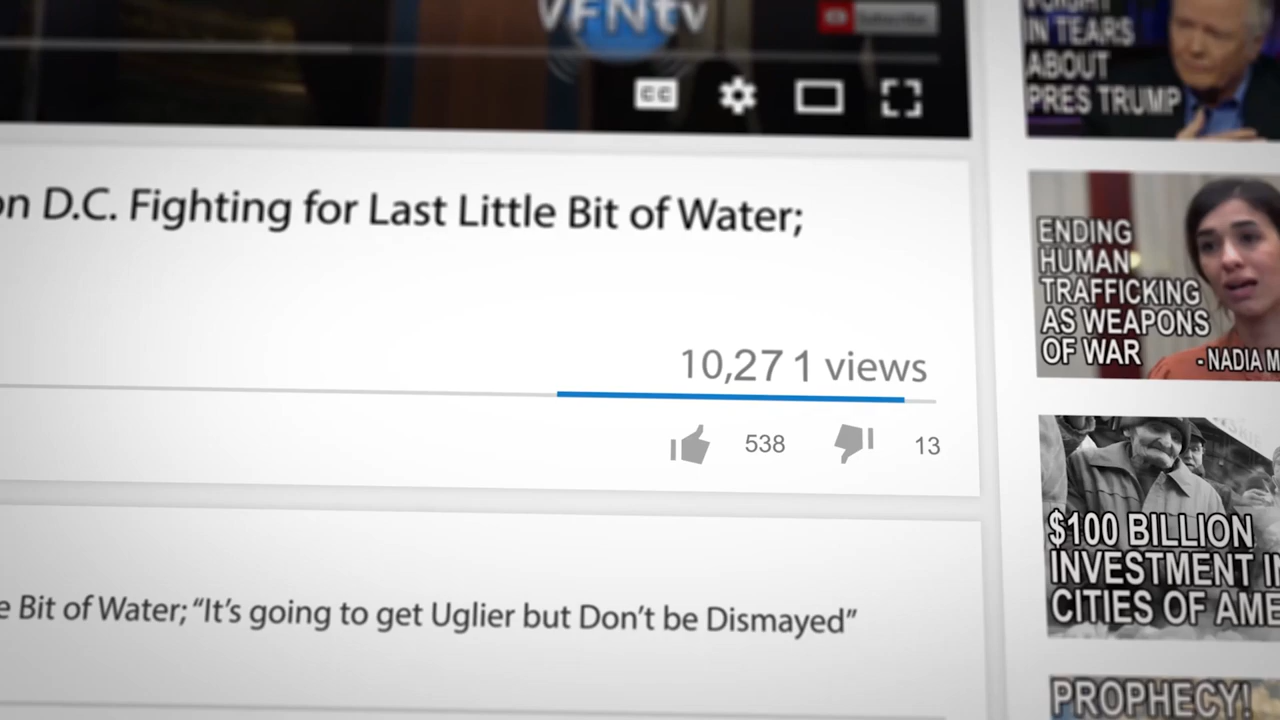 VFNtv
Subscribe
CC
on D.C. Fighting for Last Little Bit of Water;
10,271 views
538
13
e Bit of Water; “It’s going to get Uglier but Don’t be Dismayed”
IN TEARS
ABOUT
PRES TRUMP
ENDING
HUMAN
TRAFFICKING
AS WEAPONS
OF WAR
- NADIA M
$100 BILLION
INVESTMENT IN
CITIES OF AME
PROPHECY!